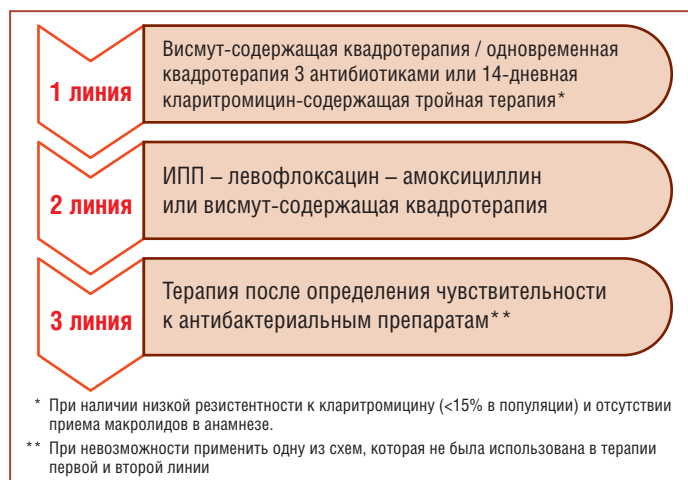 1 линия
Висмут-содержащая квадротерапия / одновременная
квадротерапия 3 антибиотиками или 14-дневная
кларитромицин-содержащая тройная терапия*
2 линия
ИПП – левофлоксацин – амоксициллин
или висмут-содержащая квадротерапия
3 линия
Терапия после определения чувствительности
к антибактериальным препаратам**
* При наличии низкой резистентности к кларитромицину (<15% в популяции) и отсутствии
приема макролидов в анамнезе.
** При невозможности применить одну из схем, которая не была использована в терапии
первой и второй линии